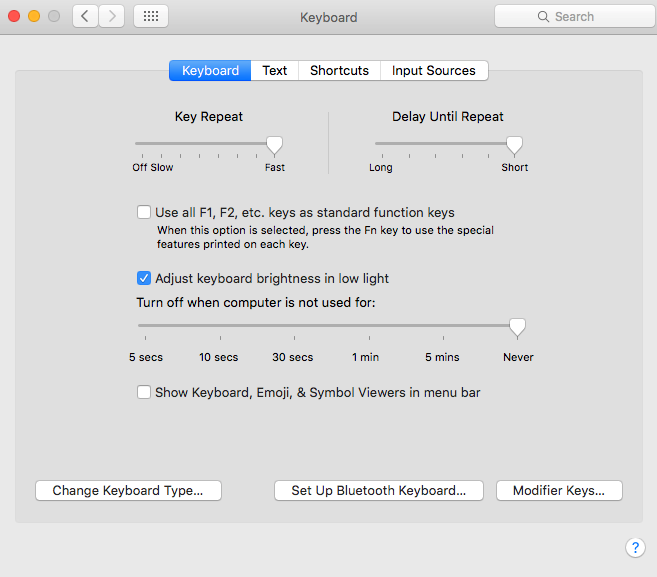 Keyboard
Search
Keyboard Text Shortcuts Input Sources
Key Repeat Delay Until Repeat
Off Slow Fast Long Short
Use all F1, F2, etc. keys as standard function keys
When this option is selected, press the Fn key to use the special
features printed on each key.
Adjust keyboard brightness in low light
Turn off when computer is not used for:
5 secs 10 secs 30 secs 1 min 5 mins Never
Show Keyboard, Emoji, & Symbol Viewers in menu bar
Change Keyboard Type... Set Up Bluetooth Keyboard... Modifier Keys...
?